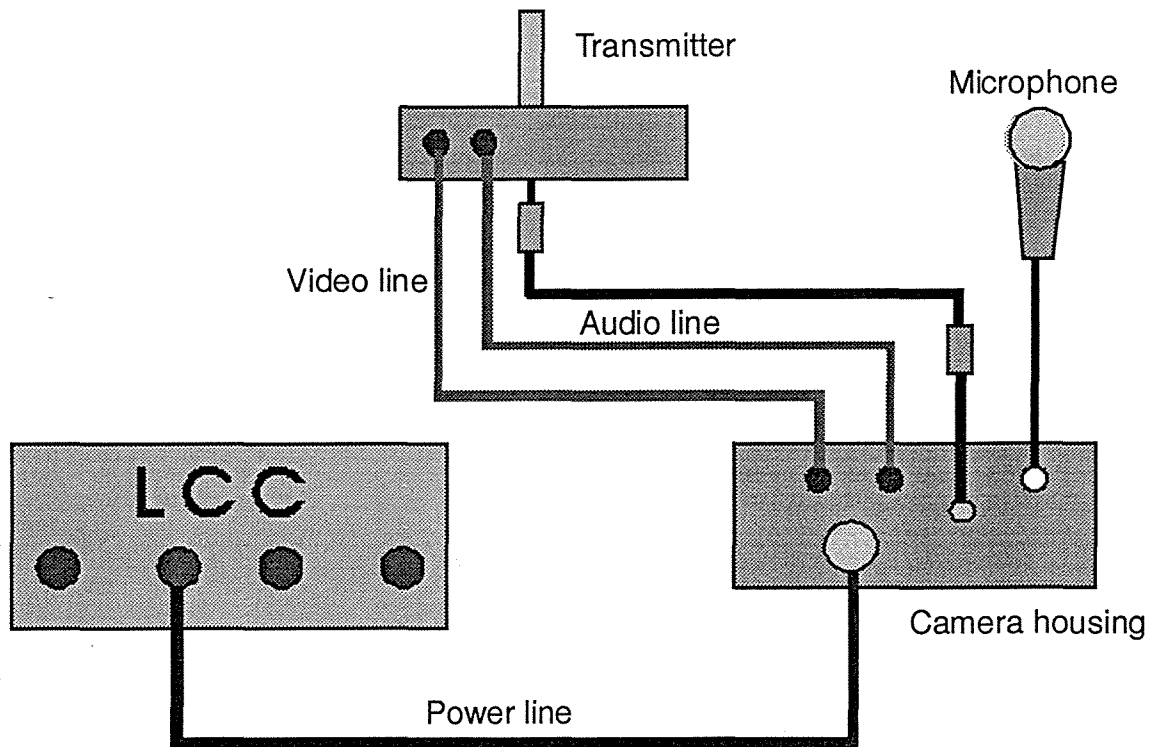 Transmitter
Microphone
Video line
Audio line
LCC
Camera housing
Power line